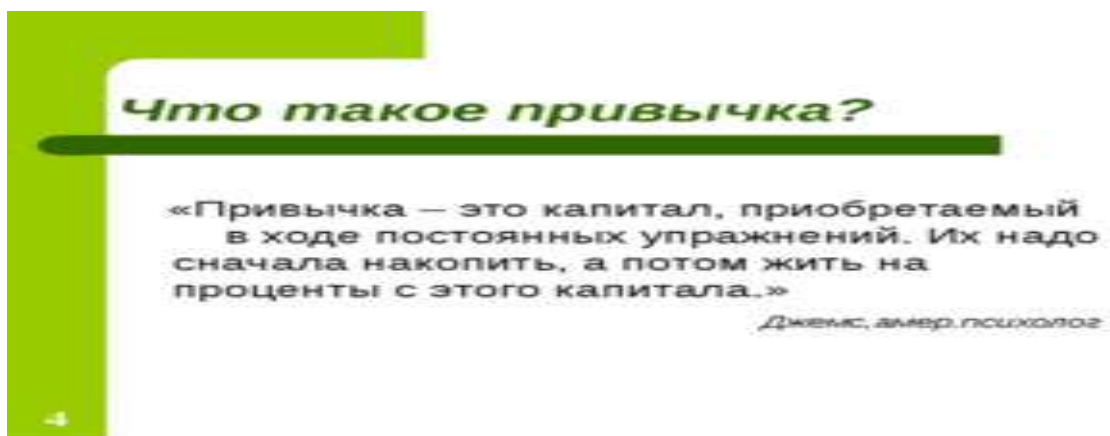 Что такое привычка?
«Привычка – это капитал, приобретаемый
в ходе постоянных упражнений. Их надо
сначала накопить, а потом жить на
проценты с этого капитала.»
Джемс, амер.психолог
4